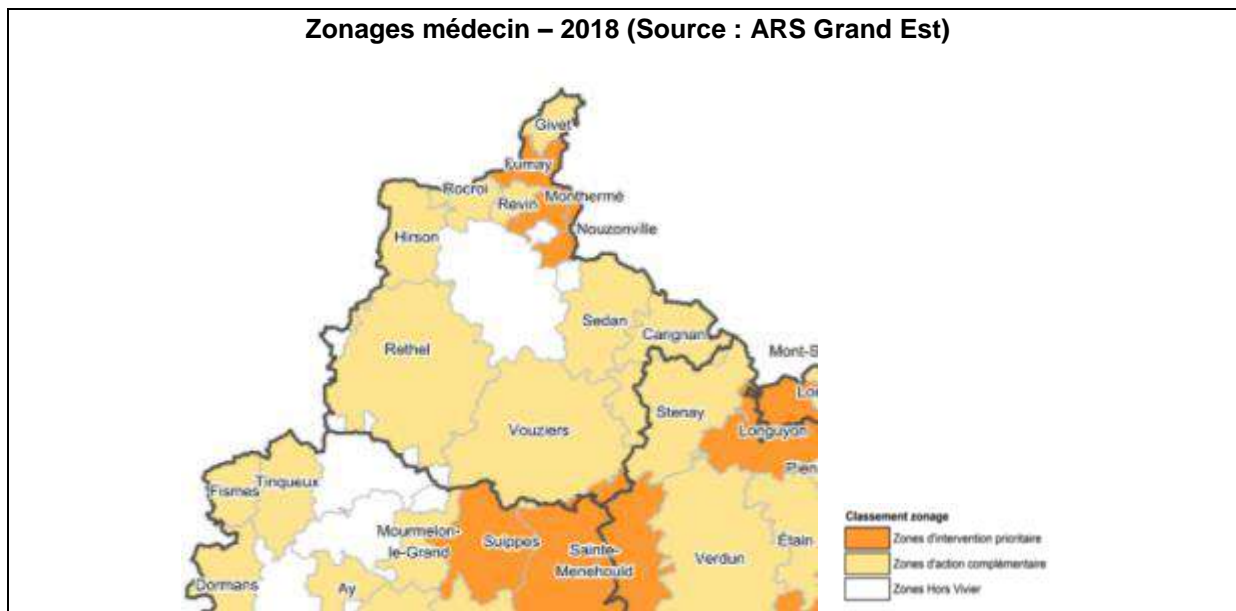 Zonages médecin – 2018 (Source : ARS Grand Est)
Givet
Fumay
Rocroi
Revin
Monthermé
Nouzonville
Hirson
Sedan
Carignan
Rethel
Mont-S
Stenay
Vouziers
Longuyon
Fismes
Tinqueux
Mourmelon-
le-Grand
Suippes
Sainte-
Menehould
Verdun
Étain
Dormans
Ay
Classement zonage
Zones d'intervention prioritaire
Zones d'action complémentaire
Zones Hors Vivier